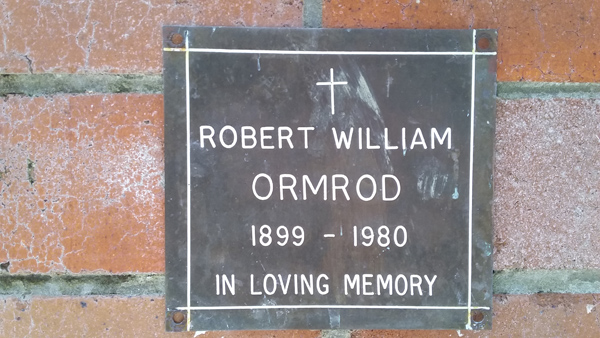 ROBERT WILLIAM
ORMROD
1899 - 1980
IN LOVING MEMORY